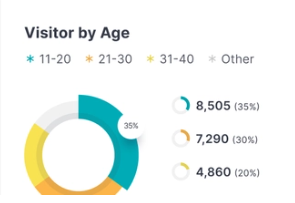 Visitor by Age
* 11-20 * 21-30 * 31-40 * Other
35%
8,505 (35%)
7,290 (30%)
4,860 (20%)